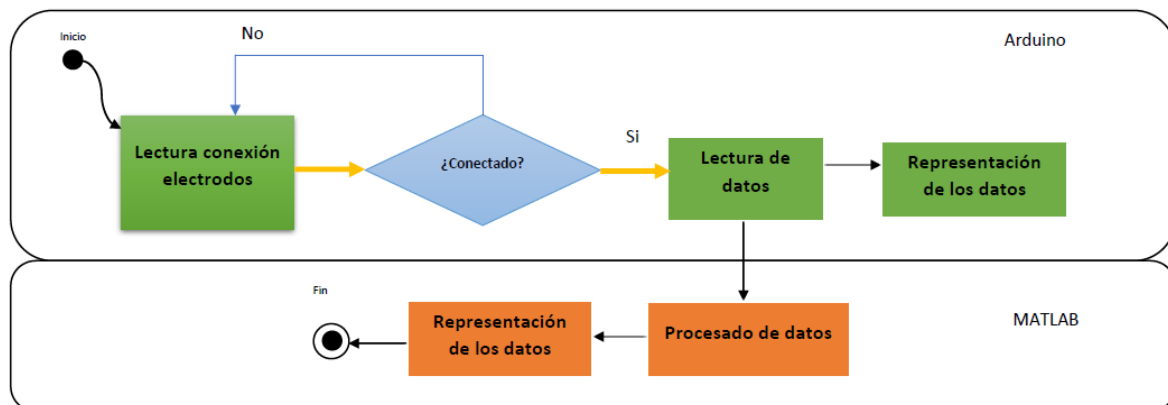 Inicio
No
Arduino
Lectura conexión
electrodos
¿Conectado?
Si
Lectura de
datos
Representación
de los datos
Fin
MATLAB
Representación
de los datos
Procesado de datos